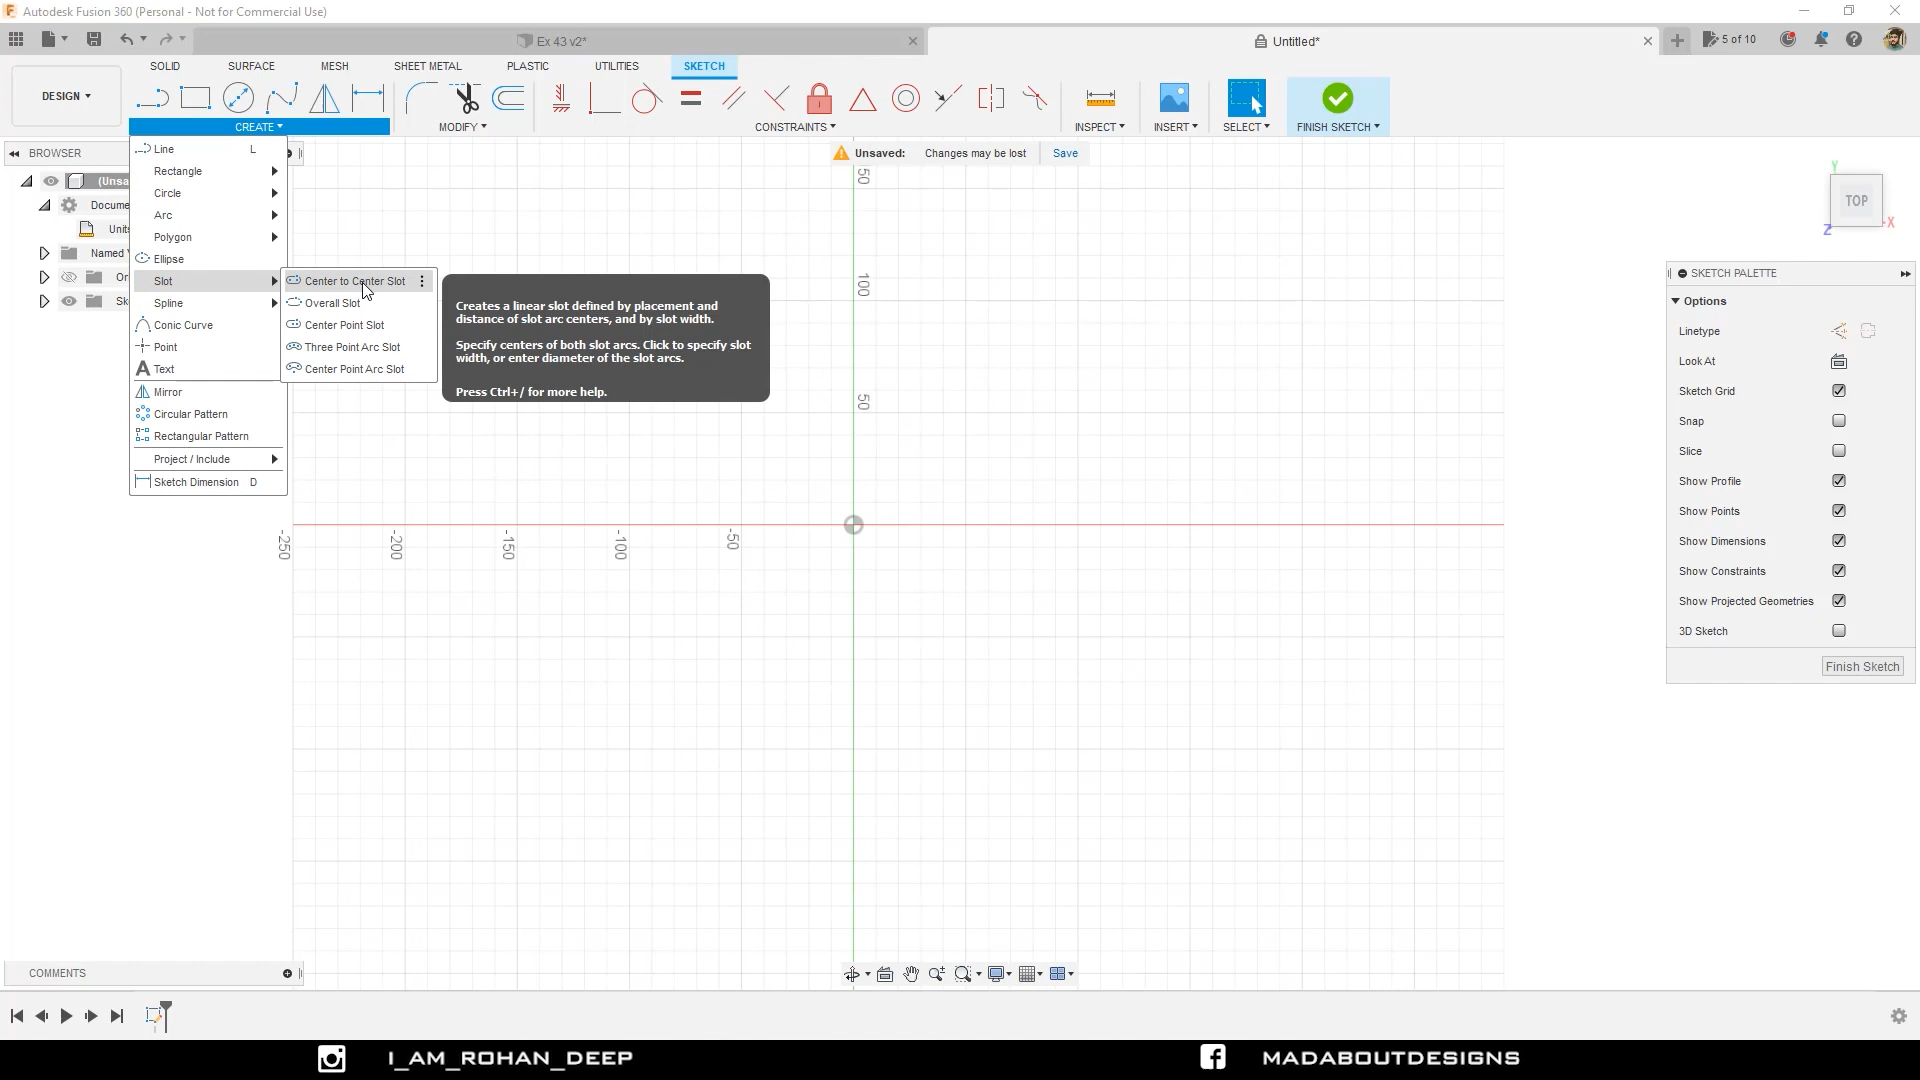 Autodesk Fusion 360 (Personal - Not for Commercial Use)
Ex 43 v2*
Untitled*
5 of 10
DESIGN
SOLID
SURFACE
MESH
SHEET METAL
PLASTIC
UTILITIES
SKETCH
CREATE
MODIFY
CONSTRAINTS
INSPECT
INSERT
SELECT
FINISH SKETCH
BROWSER
(Unsa
Docume
Units
Named V
Ori
Ske
Line L
Rectangle
Circle
Arc
Polygon
Ellipse
Slot
Spline
Conic Curve
Point
Text
Mirror
Circular Pattern
Rectangular Pattern
Project / Include
Sketch Dimension D
Center to Center Slot
Overall Slot
Center Point Slot
Three Point Arc Slot
Center Point Arc Slot
Creates a linear slot defined by placement and
distance of slot arc centers, and by slot width.
Specify centers of both slot arcs. Click to specify slot
width, or enter diameter of the slot arcs.
Press Ctrl+/ for more help.
Unsaved: Changes may be lost Save
50
100
50
-250
-200
-150
-100
-50
Y
TOP
X
Z
SKETCH PALETTE
Options
Linetype
Look At
Sketch Grid
Snap
Slice
Show Profile
Show Points
Show Dimensions
Show Constraints
Show Projected Geometries
3D Sketch
Finish Sketch
COMMENTS
I_AM_ROHAN_DEEP
MADABOUTDESIGNS